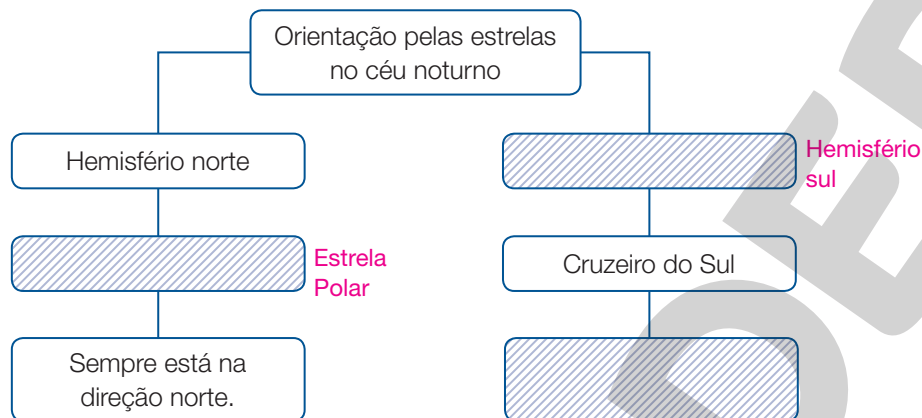 Orientação pelas estrelas
no céu noturno
Hemisfério norte
Hemisfério
sul
Estrela
Polar
Cruzeiro do Sul
Sempre está na
direção norte.